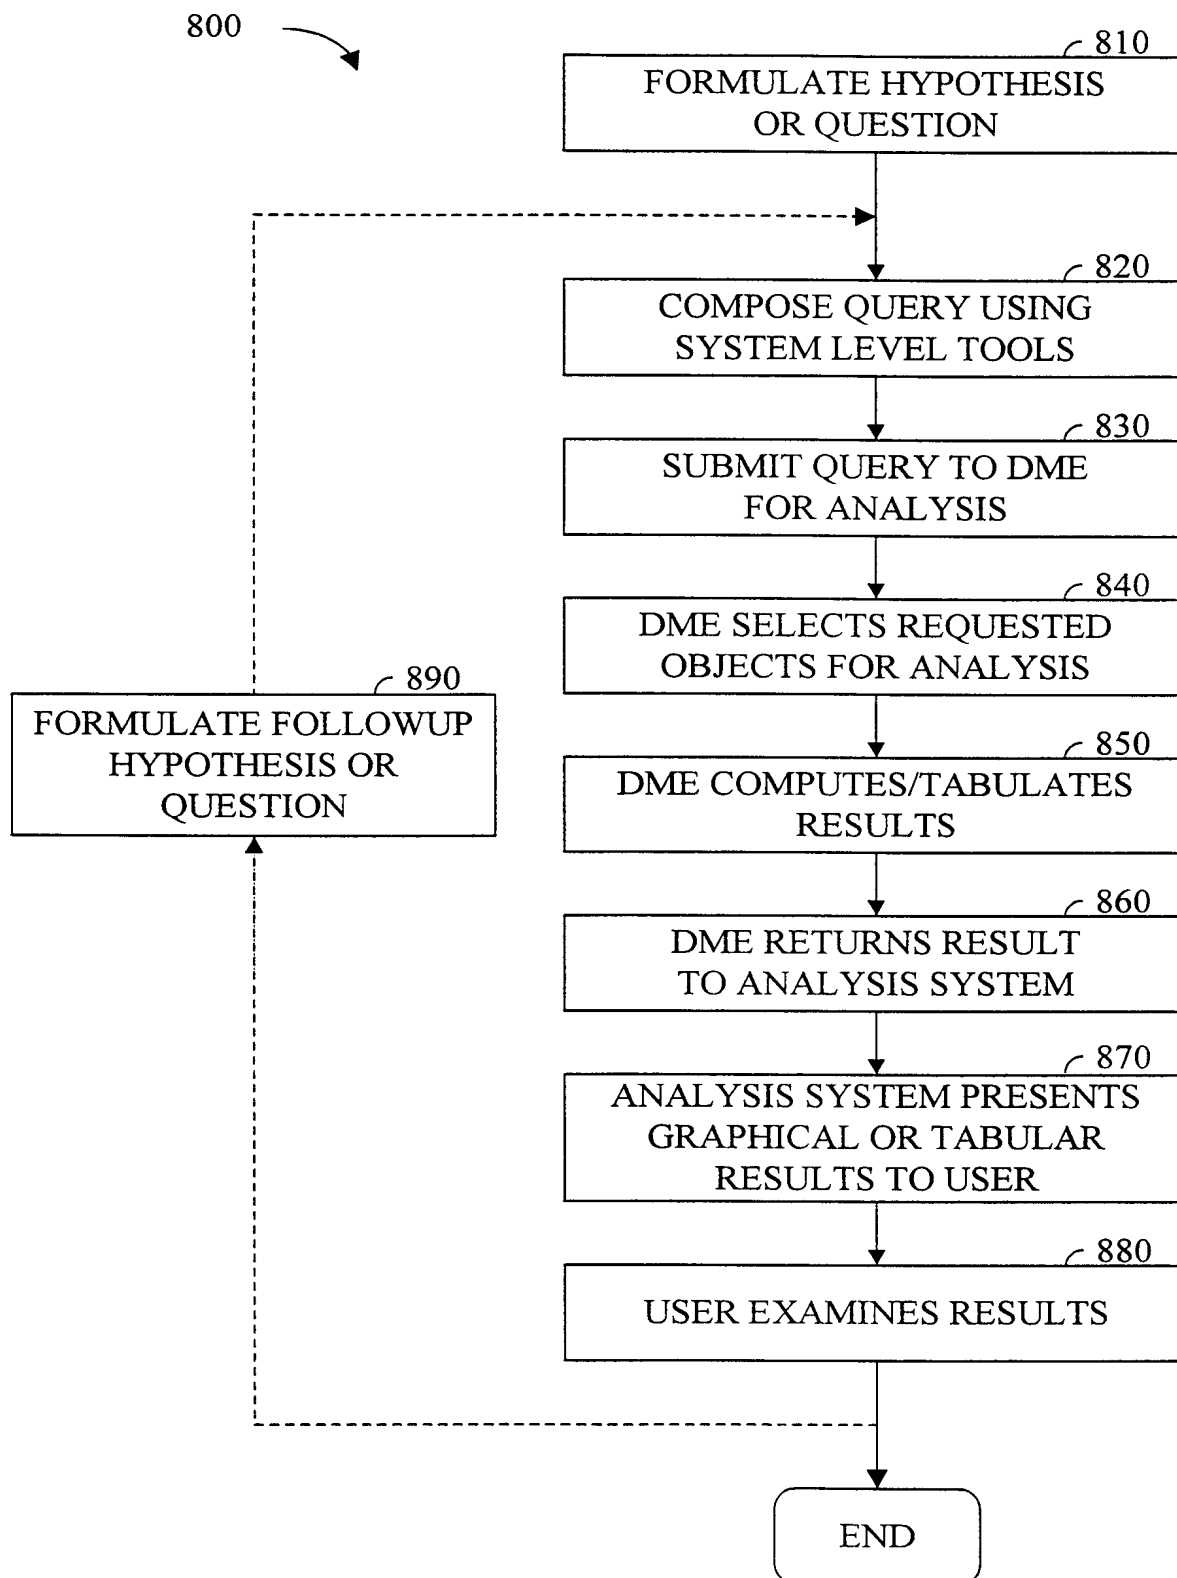 800
810
FORMULATE HYPOTHESIS
OR QUESTION
820
COMPOSE QUERY USING
SYSTEM LEVEL TOOLS
830
SUBMIT QUERY TO DME
FOR ANALYSIS
840
DME SELECTS REQUESTED
OBJECTS FOR ANALYSIS
890
FORMULATE FOLLOWUP
HYPOTHESIS OR
QUESTION
850
DME COMPUTES/TABULATES
RESULTS
860
DME RETURNS RESULT
TO ANALYSIS SYSTEM
870
ANALYSIS SYSTEM PRESENTS
GRAPHICAL OR TABULAR
RESULTS TO USER
880
USER EXAMINES RESULTS
END